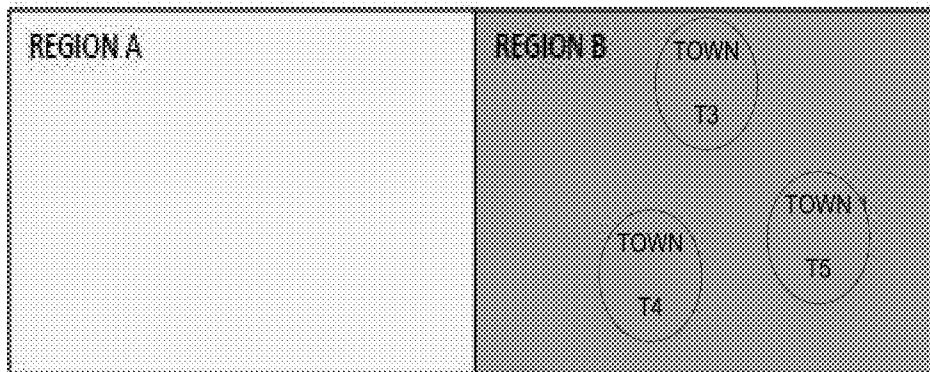 REGION A
REGION B
TOWN
T3
TOWN
T5
TOWN
T4